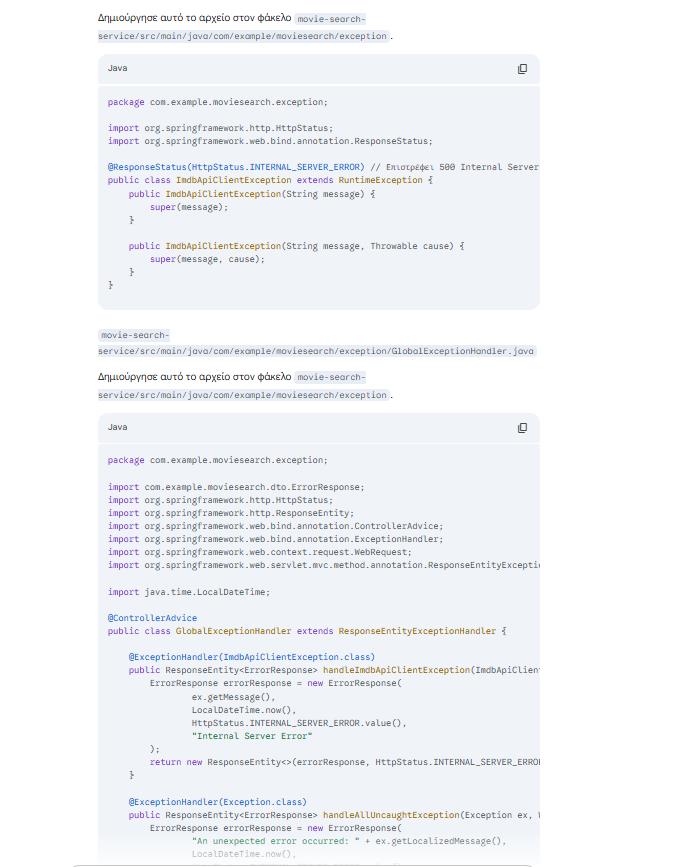 Δημιούργησε αυτό το αρχείο στον φάκελο movie-search-
service/src/main/java/com/example/moviesearch/exception .
Java
package com.example.moviesearch.exception;
import org.springframework.http.HttpStatus;
import org.springframework.web.bind.annotation.ResponseStatus;
@ResponseStatus(HttpStatus.INTERNAL_SERVER_ERROR) // Επιστρέφει 500 Internal Server
public class ImdbApiClientException extends RuntimeException {
    public ImdbApiClientException(String message) {
        super(message);
    }
    public ImdbApiClientException(String message, Throwable cause) {
        super(message, cause);
    }
}
movie-search-
service/src/main/java/com/example/moviesearch/exception/GlobalExceptionHandler.java
Δημιούργησε αυτό το αρχείο στον φάκελο movie-search-
service/src/main/java/com/example/moviesearch/exception .
Java
package com.example.moviesearch.exception;
import com.example.moviesearch.dto.ErrorResponse;
import org.springframework.http.HttpStatus;
import org.springframework.http.ResponseEntity;
import org.springframework.web.bind.annotation.ControllerAdvice;
import org.springframework.web.bind.annotation.ExceptionHandler;
import org.springframework.web.context.request.WebRequest;
import org.springframework.web.servlet.mvc.method.annotation.ResponseEntityExceptio
import java.time.LocalDateTime;
@ControllerAdvice
public class GlobalExceptionHandler extends ResponseEntityExceptionHandler {
    @ExceptionHandler(ImdbApiClientException.class)
    public ResponseEntity<ErrorResponse> handleImdbApiClientException(ImdbApiClient
        ErrorResponse errorResponse = new ErrorResponse(
                ex.getMessage(),
                LocalDateTime.now(),
                HttpStatus.INTERNAL_SERVER_ERROR.value(),
                "Internal Server Error"
        );
        return new ResponseEntity<>(errorResponse, HttpStatus.INTERNAL_SERVER_ERROR
    }
    @ExceptionHandler(Exception.class)
    public ResponseEntity<ErrorResponse> handleAllUncaughtException(Exception ex, W
        ErrorResponse errorResponse = new ErrorResponse(
                "An unexpected error occurred: " + ex.getLocalizedMessage(),
                LocalDateTime.now(),